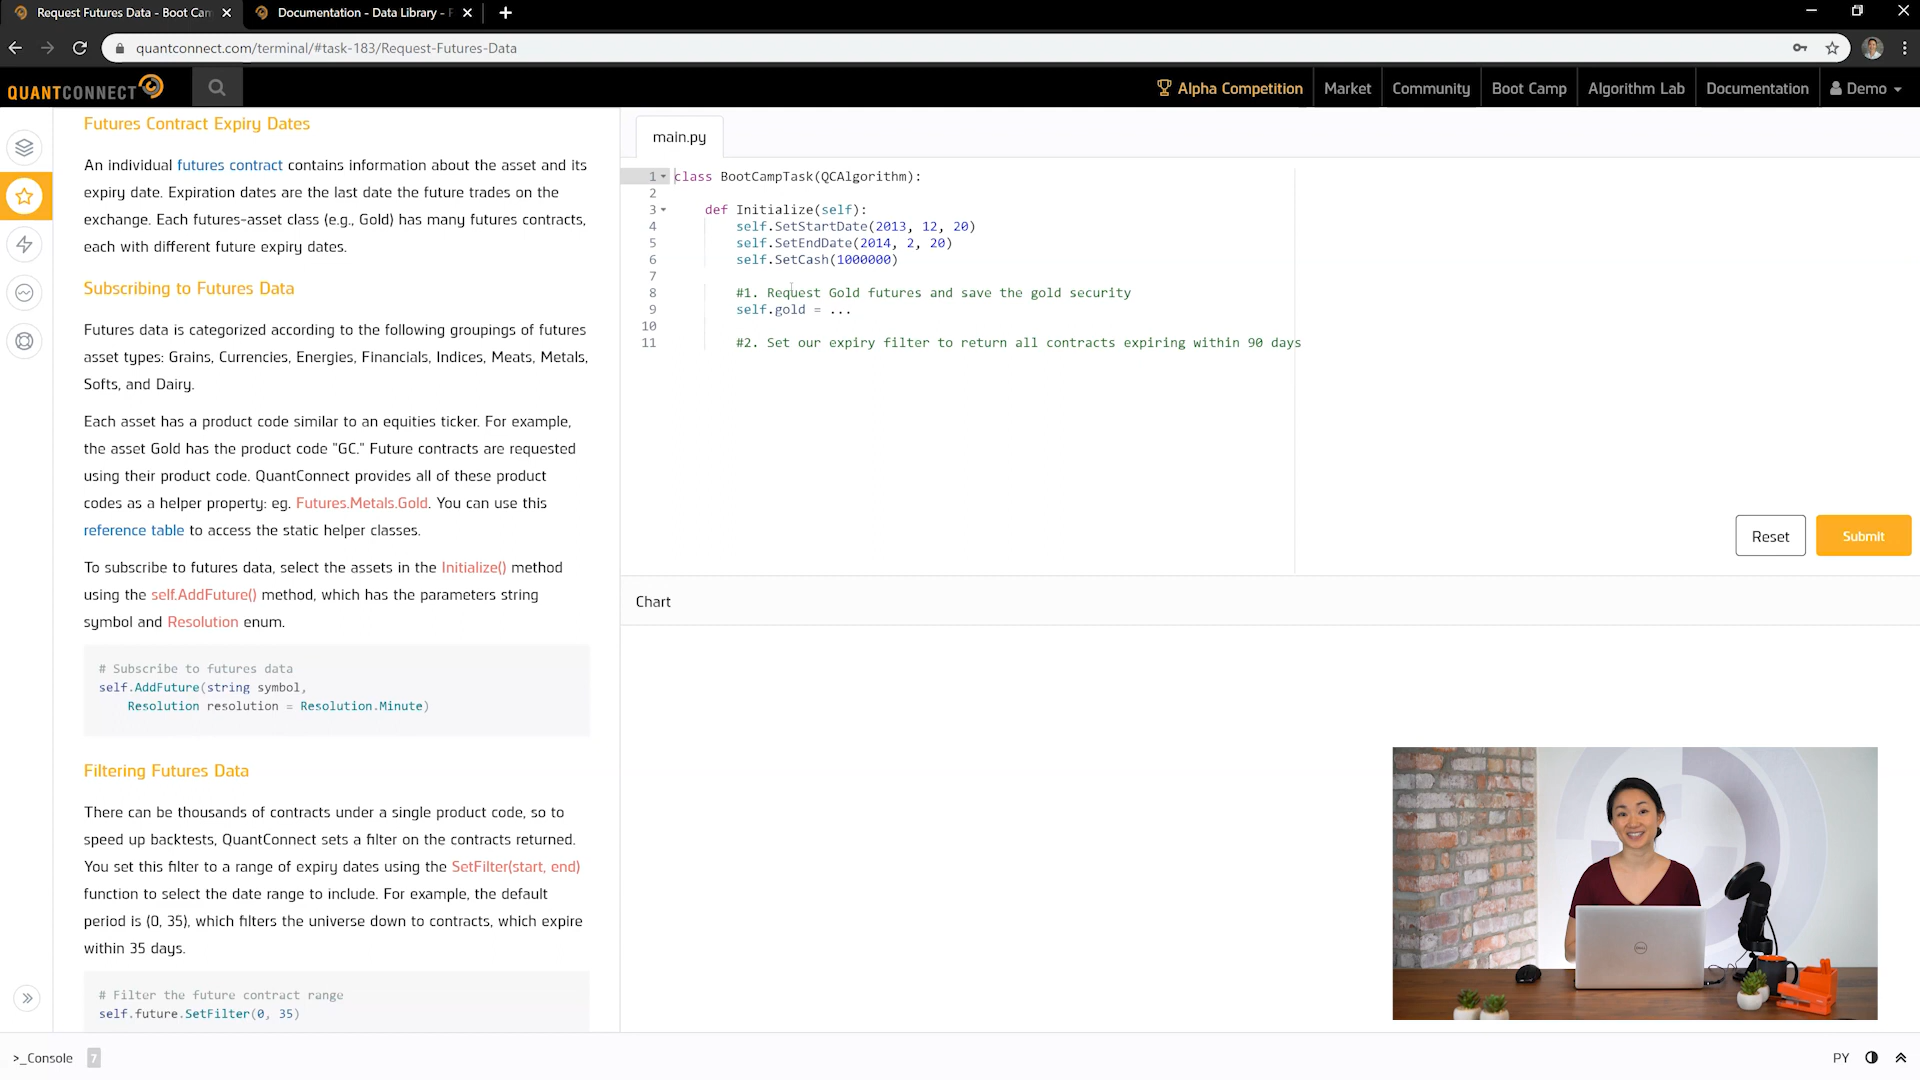 Request Futures Data - Boot Cam
Documentation - Data Library -
quantconnect.com/terminal/#task-183/Request-Futures-Data
QUANTCONNECT
Alpha Competition
Market
Community
Boot Camp
Algorithm Lab
Documentation
Demo
Futures Contract Expiry Dates
An individual futures contract contains information about the asset and its
expiry date. Expiration dates are the last date the future trades on the
exchange. Each futures-asset class (e.g., Gold) has many futures contracts,
each with different future expiry dates.
Subscribing to Futures Data
Futures data is categorized according to the following groupings of futures
asset types: Grains, Currencies, Energies, Financials, Indices, Meats, Metals,
Softs, and Dairy.
Each asset has a product code similar to an equities ticker. For example,
the asset Gold has the product code "GC." Future contracts are requested
using their product code. QuantConnect provides all of these product
codes as a helper property: eg. Futures.Metals.Gold. You can use this
reference table to access the static helper classes.
To subscribe to futures data, select the assets in the Initialize() method
using the self.AddFuture() method, which has the parameters string
symbol and Resolution enum.
# Subscribe to futures data
self.AddFuture(string symbol,
Resolution resolution = Resolution.Minute)
Filtering Futures Data
There can be thousands of contracts under a single product code, so to
speed up backtests, QuantConnect sets a filter on the contracts returned.
You set this filter to a range of expiry dates using the SetFilter(start, end)
function to select the date range to include. For example, the default
period is (0, 35), which filters the universe down to contracts, which expire
within 35 days.
# Filter the future contract range
self.future.SetFilter(0, 35)
main.py
1 class BootCampTask(QCAlgorithm):
2
3 def Initialize(self):
4 self.SetStartDate(2013, 12, 20)
5 self.SetEndDate(2014, 2, 20)
6 self.SetCash(1000000)
7
8 #1. Request Gold futures and save the gold security
9 self.gold = ...
10
11 #2. Set our expiry filter to return all contracts expiring within 90 days
Reset
Submit
Chart
DELL
>_Console 7
PY